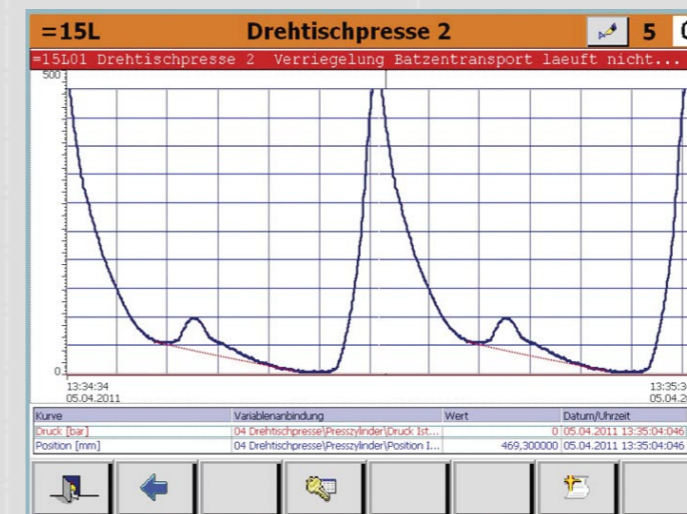 =15L Drehtischpresse 2 5
=15L01 Drehtischpresse 2 Verriegelung Batzentransport laeuft nicht...
500
0
13:34:34
05.04.2011
13:35:3
05.04.2
Kurve Variablenanbindung Wert Datum/Uhrzeit
Druck [bar] 04 Drehtischpresse\Presszylinder\Druck Ist... 0 05.04.2011 13:35:04:046
Position [mm] 04 Drehtischpresse\Presszylinder\Position I... 469,300000 05.04.2011 13:35:04:046